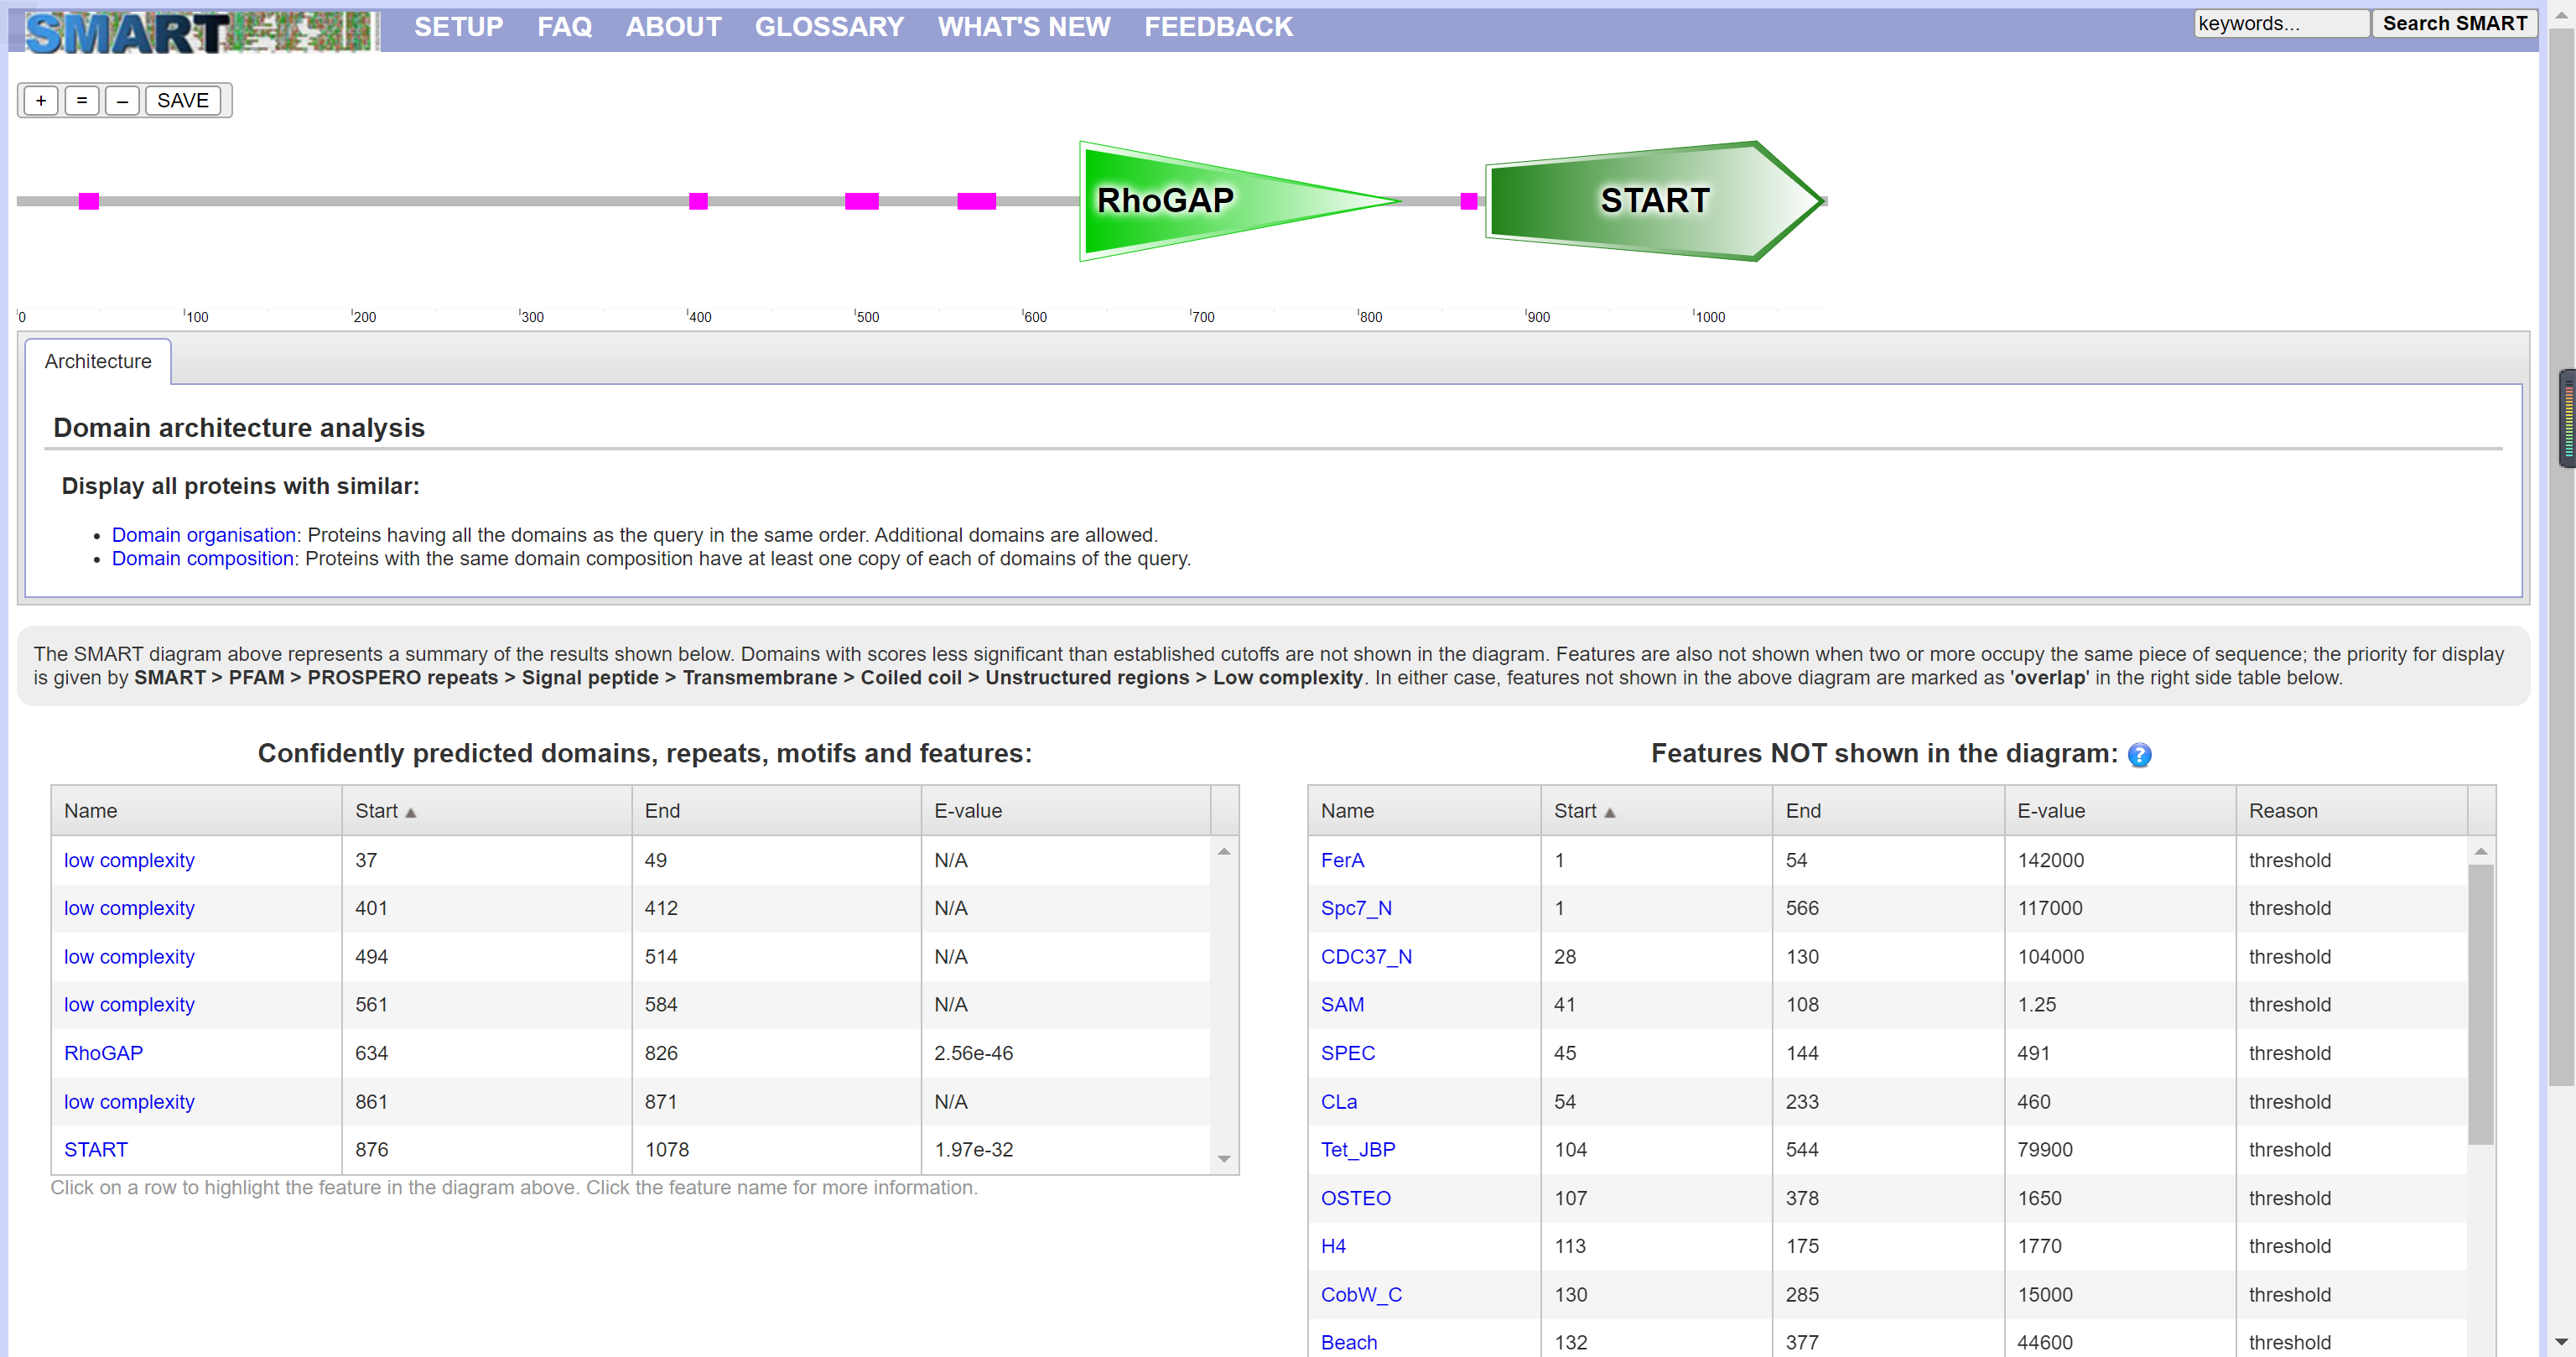 SMART SETUP FAQ ABOUT GLOSSARY WHAT'S NEW FEEDBACK keywords... Search SMART
+ = – SAVE
RhoGAP START
0 100 200 300 400 500 600 700 800 900 1000
Architecture
Domain architecture analysis
Display all proteins with similar:
• Domain organisation: Proteins having all the domains as the query in the same order. Additional domains are allowed.
• Domain composition: Proteins with the same domain composition have at least one copy of each of domains of the query.
The SMART diagram above represents a summary of the results shown below. Domains with scores less significant than established cutoffs are not shown in the diagram. Features are also not shown when two or more occupy the same piece of sequence; the priority for display
is given by SMART > PFAM > PROSPERO repeats > Signal peptide > Transmembrane > Coiled coil > Unstructured regions > Low complexity. In either case, features not shown in the above diagram are marked as 'overlap' in the right side table below.
Confidently predicted domains, repeats, motifs and features:
Name Start ▲ End E-value
low complexity 37 49 N/A
low complexity 401 412 N/A
low complexity 494 514 N/A
low complexity 561 584 N/A
RhoGAP 634 826 2.56e-46
low complexity 861 871 N/A
START 876 1078 1.97e-32
Click on a row to highlight the feature in the diagram above. Click the feature name for more information.
Features NOT shown in the diagram: ?
Name Start ▲ End E-value Reason
FerA 1 54 142000 threshold
Spc7_N 1 566 117000 threshold
CDC37_N 28 130 104000 threshold
SAM 41 108 1.25 threshold
SPEC 45 144 491 threshold
CLa 54 233 460 threshold
Tet_JBP 104 544 79900 threshold
OSTEO 107 378 1650 threshold
H4 113 175 1770 threshold
CobW_C 130 285 15000 threshold
Beach 132 377 44600 threshold